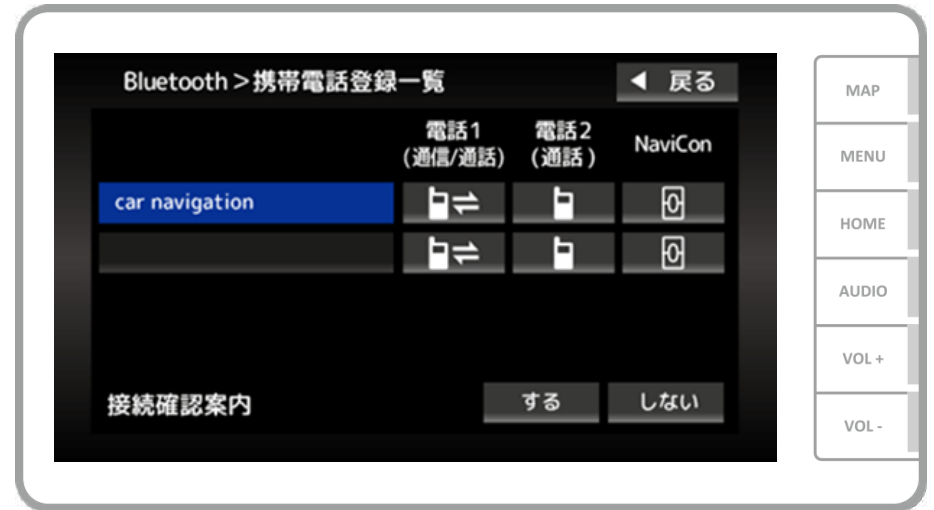 Bluetooth＞携帯電話登録一覧
◀ 戻る
電話1
(通信/通話)
電話2
(通話)
NaviCon
car navigation
接続確認案内
する
しない
MAP
MENU
HOME
AUDIO
VOL +
VOL -